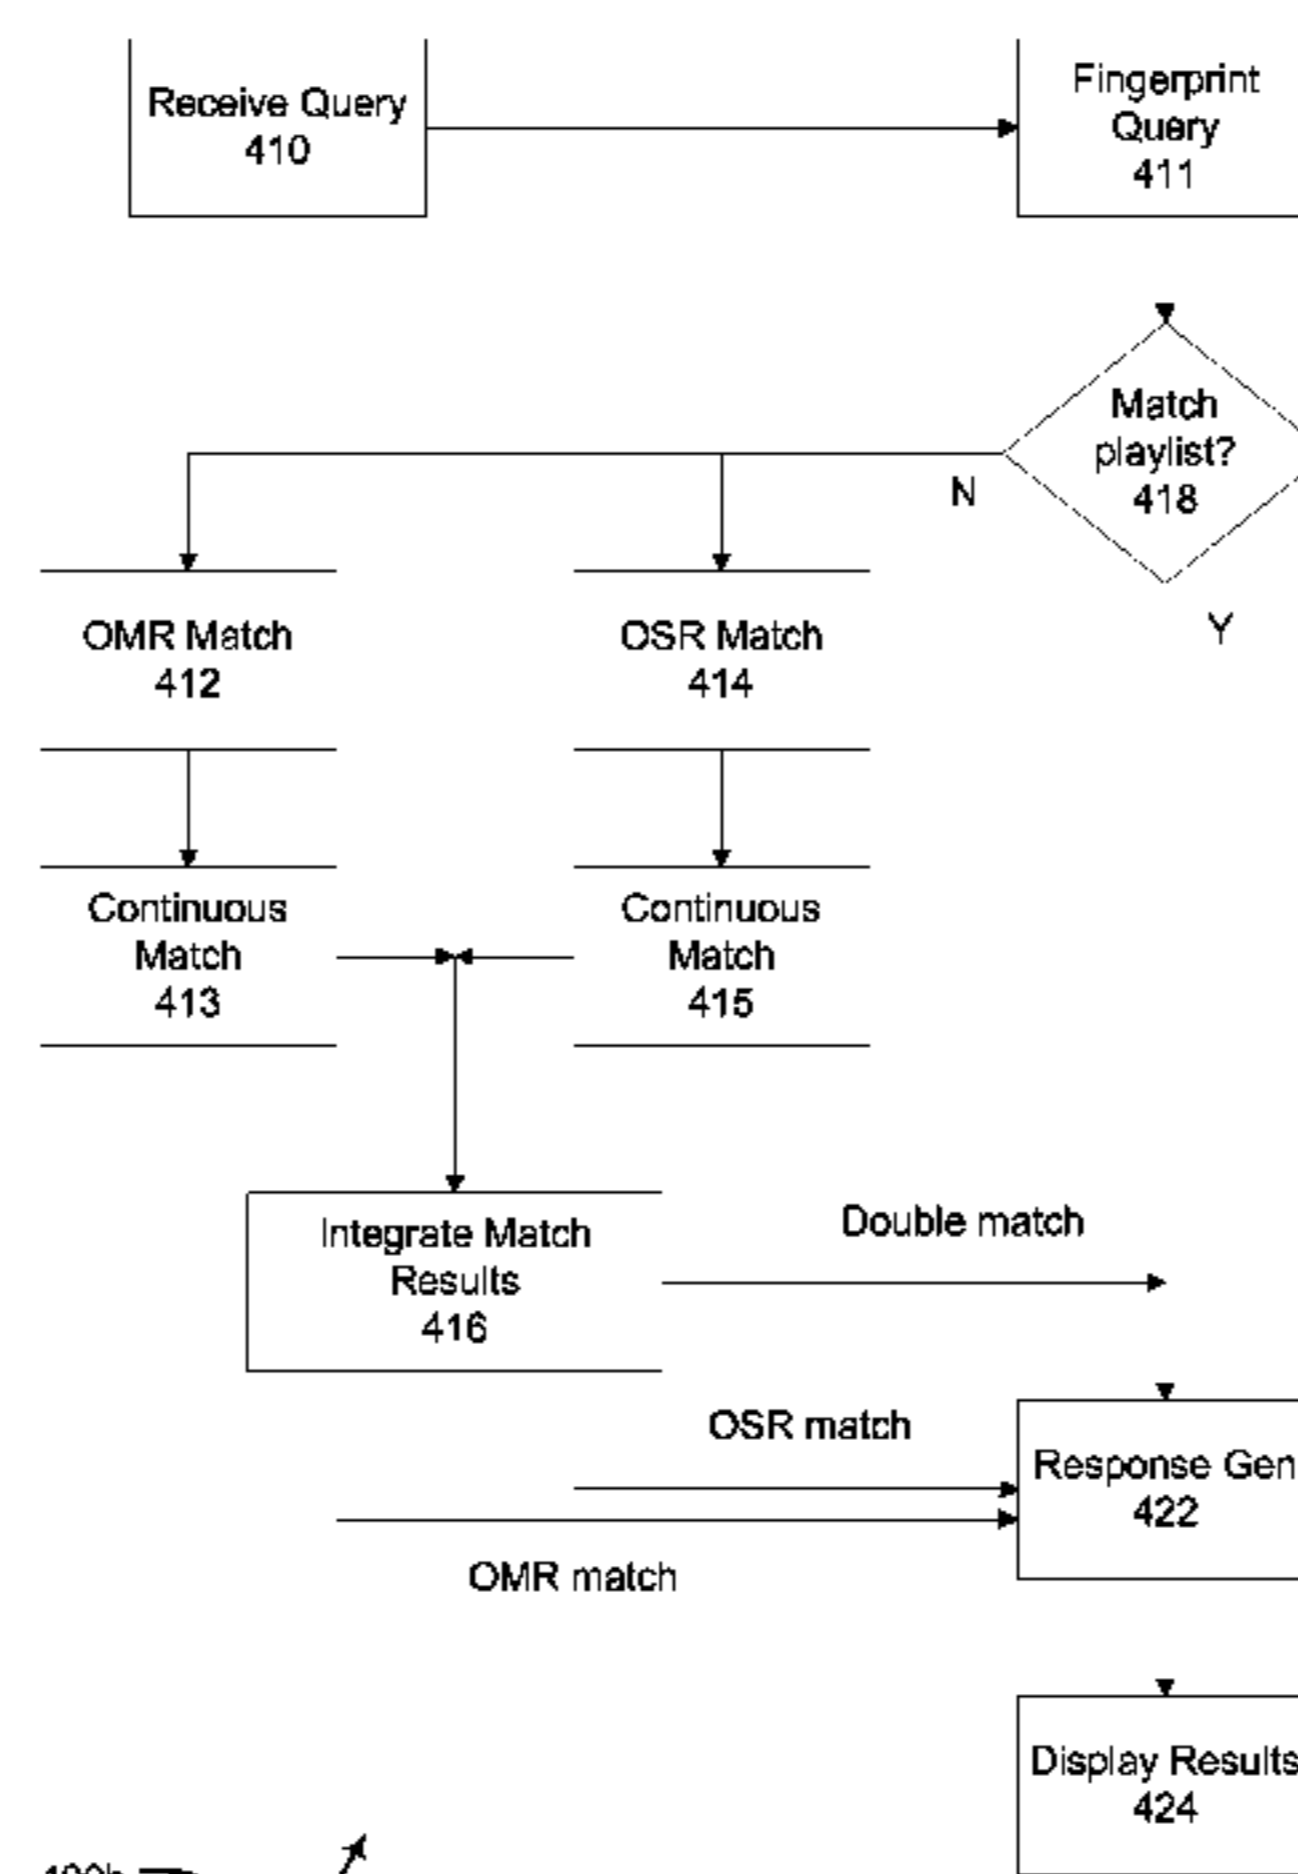 Receive Query
410
Fingerprint
Query
411
Match
playlist?
418
N
Y
OMR Match
412
OSR Match
414
Continuous
Match
413
Continuous
Match
415
Integrate Match
Results
416
Double match
OSR match
Response Gen
422
OMR match
Display Results
424